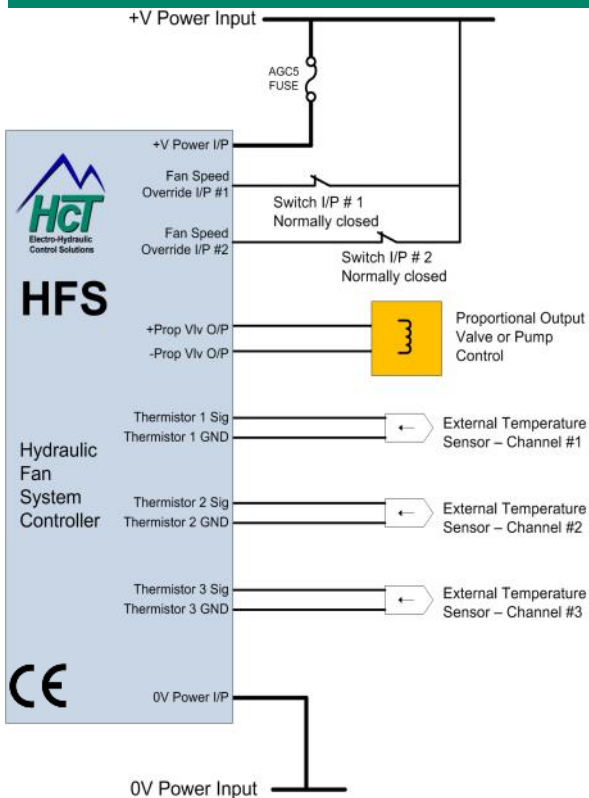 +V Power Input
AGC5
FUSE
+V Power I/P
Fan Speed
Override I/P #1
Switch I/P # 1
Normally closed
Fan Speed
Override I/P #2
Switch I/P # 2
Normally closed
HCT
Electro-Hydraulic
Control Solutions
HFS
+Prop Vlv O/P
-Prop Vlv O/P
Proportional Output
Valve or Pump
Control
Thermistor 1 Sig
Thermistor 1 GND
External Temperature
Sensor – Channel #1
Hydraulic
Fan
System
Controller
Thermistor 2 Sig
Thermistor 2 GND
External Temperature
Sensor – Channel #2
Thermistor 3 Sig
Thermistor 3 GND
External Temperature
Sensor – Channel #3
CE
0V Power I/P
0V Power Input